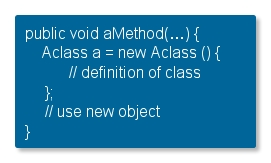 public void aMethod(...) {
Aclass a = new Aclass () {
// definition of class
};
// use new object
}